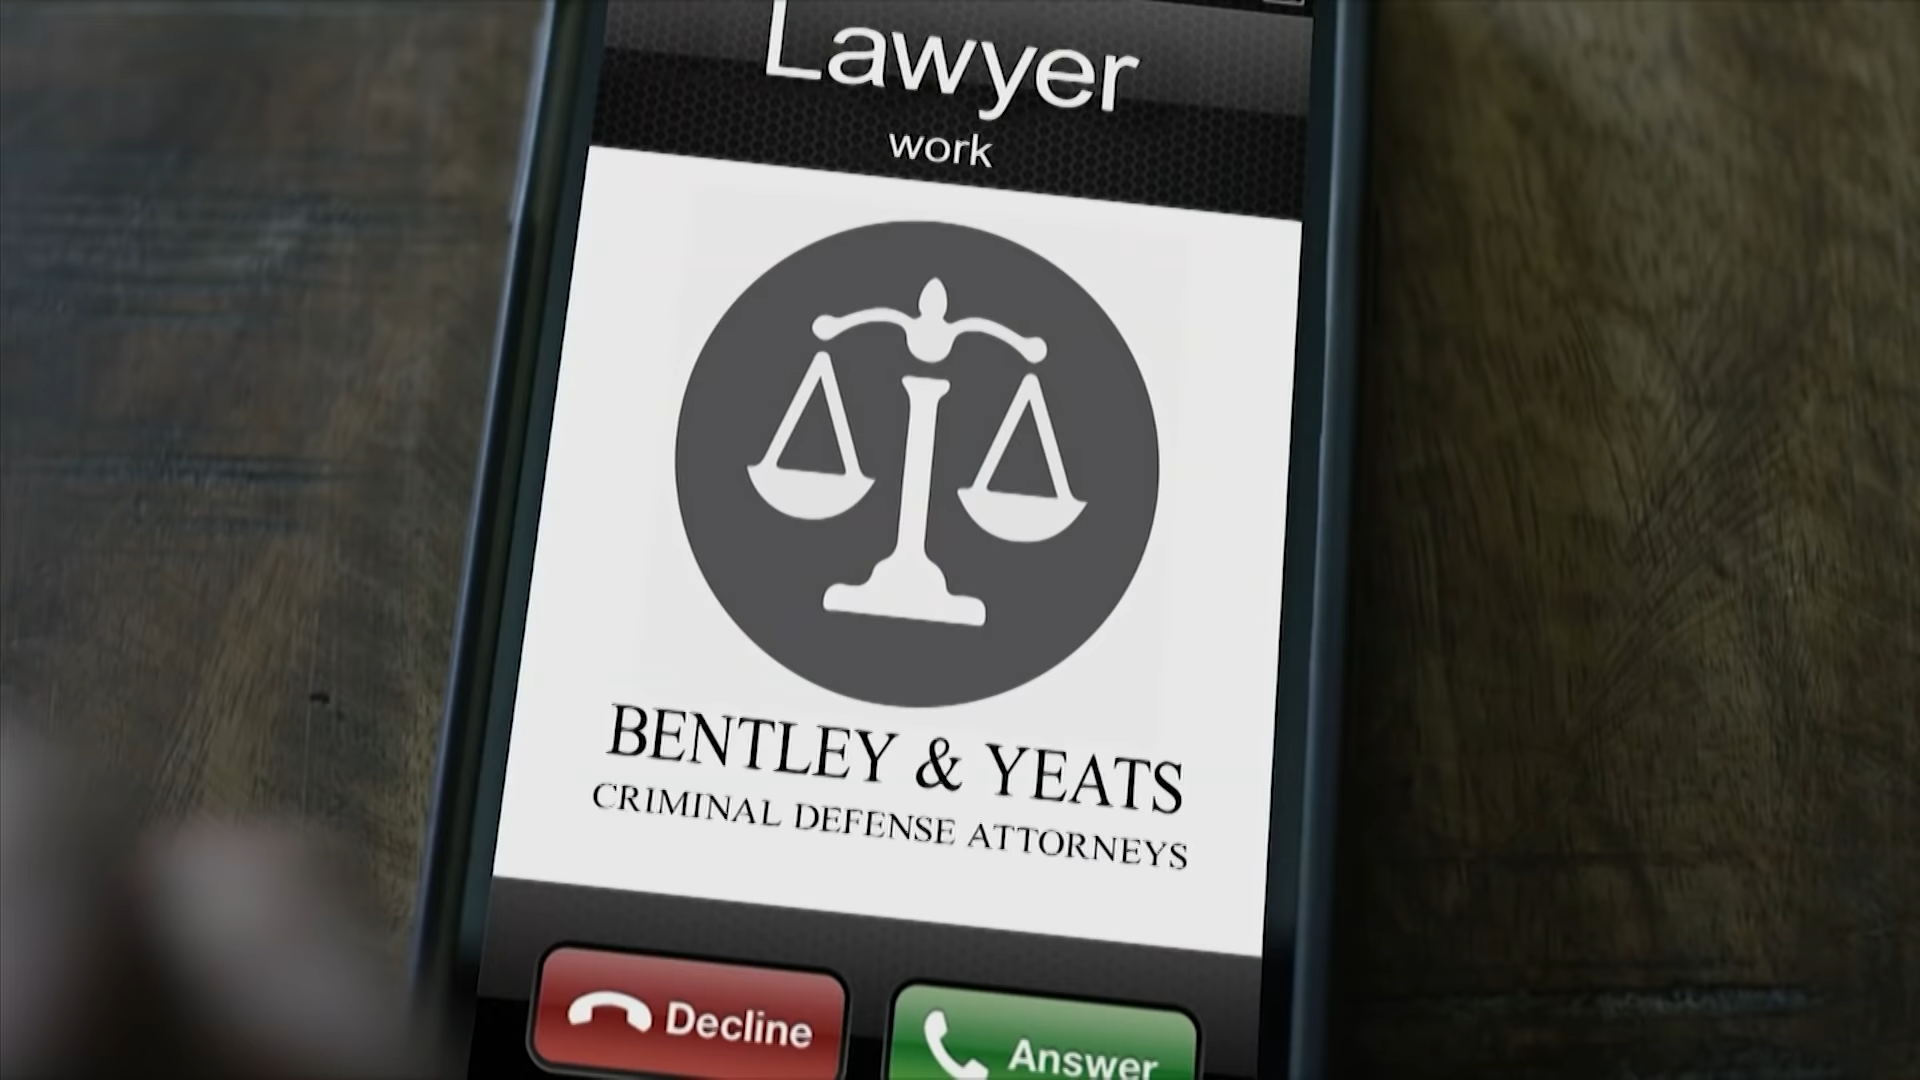 Lawyer
work
BENTLEY & YEATS
CRIMINAL DEFENSE ATTORNEYS
Decline
Answer